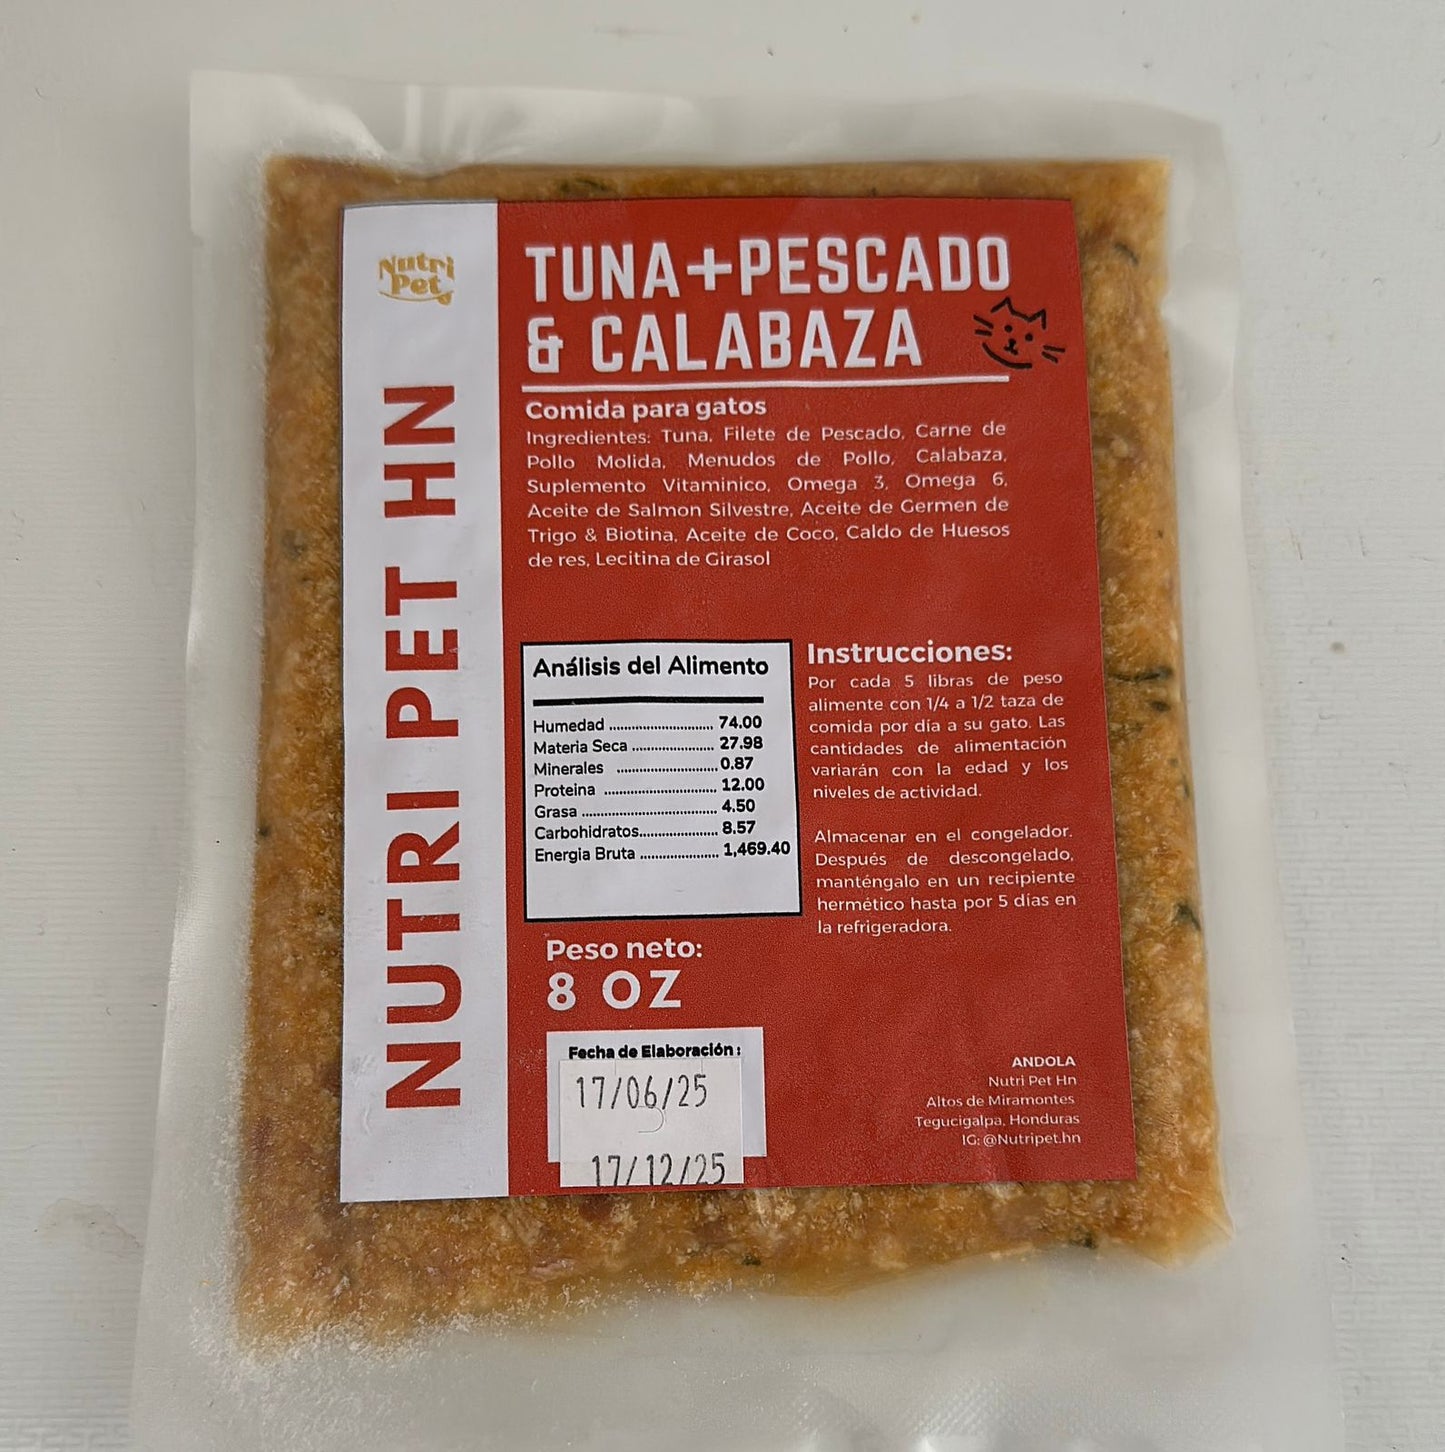 Nutri
Pet
NUTRI PET HN
TUNA+PESCADO
& CALABAZA
Comida para gatos
Ingredientes: Tuna, Filete de Pescado, Carne de
Pollo Molida, Menudos de Pollo, Calabaza,
Suplemento Vitaminico, Omega 3, Omega 6,
Aceite de Salmon Silvestre, Aceite de Germen de
Trigo & Biotina, Aceite de Coco, Caldo de Huesos
de res, Lecitina de Girasol
Análisis del Alimento
Humedad ........................ 74.00
Materia Seca ................... 27.98
Minerales ....................... 0.87
Proteina .......................... 12.00
Grasa ............................... 4.50
Carbohidratos.................. 8.57
Energia Bruta .................. 1,469.40
Instrucciones:
Por cada 5 libras de peso
alimente con 1/4 a 1/2 taza de
comida por día a su gato. Las
cantidades de alimentación
variarán con la edad y los
niveles de actividad.
Almacenar en el congelador.
Después de descongelado,
manténgalo en un recipiente
hermético hasta por 5 días en
la refrigeradora.
Peso neto:
8 OZ
Fecha de Elaboración :
17/06/25
17/12/25
ANDOLA
Nutri Pet Hn
Altos de Miramontes
Tegucigalpa, Honduras
IG: @Nutripet.hn